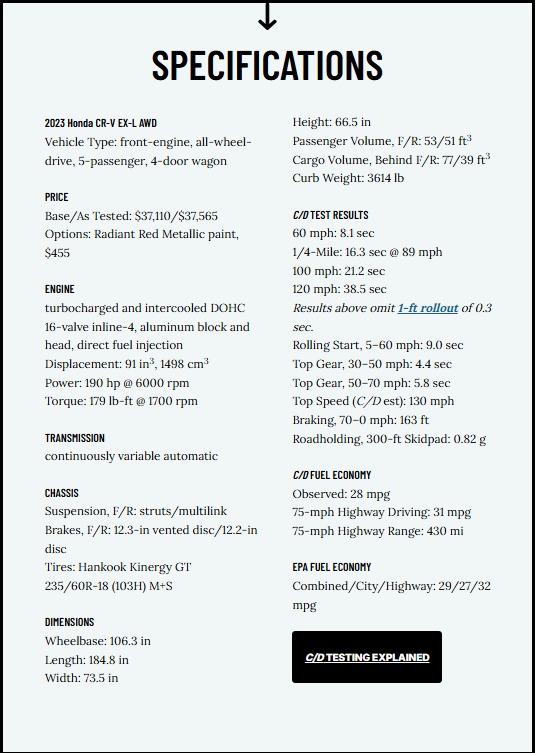 SPECIFICATIONS
2023 Honda CR-V EX-L AWD
Vehicle Type: front-engine, all-wheel-
drive, 5-passenger, 4-door wagon
PRICE
Base/As Tested: $37,110/$37,565
Options: Radiant Red Metallic paint,
$455
ENGINE
turbocharged and intercooled DOHC
16-valve inline-4, aluminum block and
head, direct fuel injection
Displacement: 91 in³, 1498 cm³
Power: 190 hp @ 6000 rpm
Torque: 179 lb-ft @ 1700 rpm
TRANSMISSION
continuously variable automatic
CHASSIS
Suspension, F/R: struts/multilink
Brakes, F/R: 12.3-in vented disc/12.2-in
disc
Tires: Hankook Kinergy GT
235/60R-18 (103H) M+S
DIMENSIONS
Wheelbase: 106.3 in
Length: 184.8 in
Width: 73.5 in
Height: 66.5 in
Passenger Volume, F/R: 53/51 ft³
Cargo Volume, Behind F/R: 77/39 ft³
Curb Weight: 3614 lb
C/D TEST RESULTS
60 mph: 8.1 sec
1/4-Mile: 16.3 sec @ 89 mph
100 mph: 21.2 sec
120 mph: 38.5 sec
Results above omit 1-ft rollout of 0.3
sec.
Rolling Start, 5–60 mph: 9.0 sec
Top Gear, 30–50 mph: 4.4 sec
Top Gear, 50–70 mph: 5.8 sec
Top Speed (C/D est): 130 mph
Braking, 70–0 mph: 163 ft
Roadholding, 300-ft Skidpad: 0.82 g
C/D FUEL ECONOMY
Observed: 28 mpg
75-mph Highway Driving: 31 mpg
75-mph Highway Range: 430 mi
EPA FUEL ECONOMY
Combined/City/Highway: 29/27/32
mpg
C/D TESTING EXPLAINED